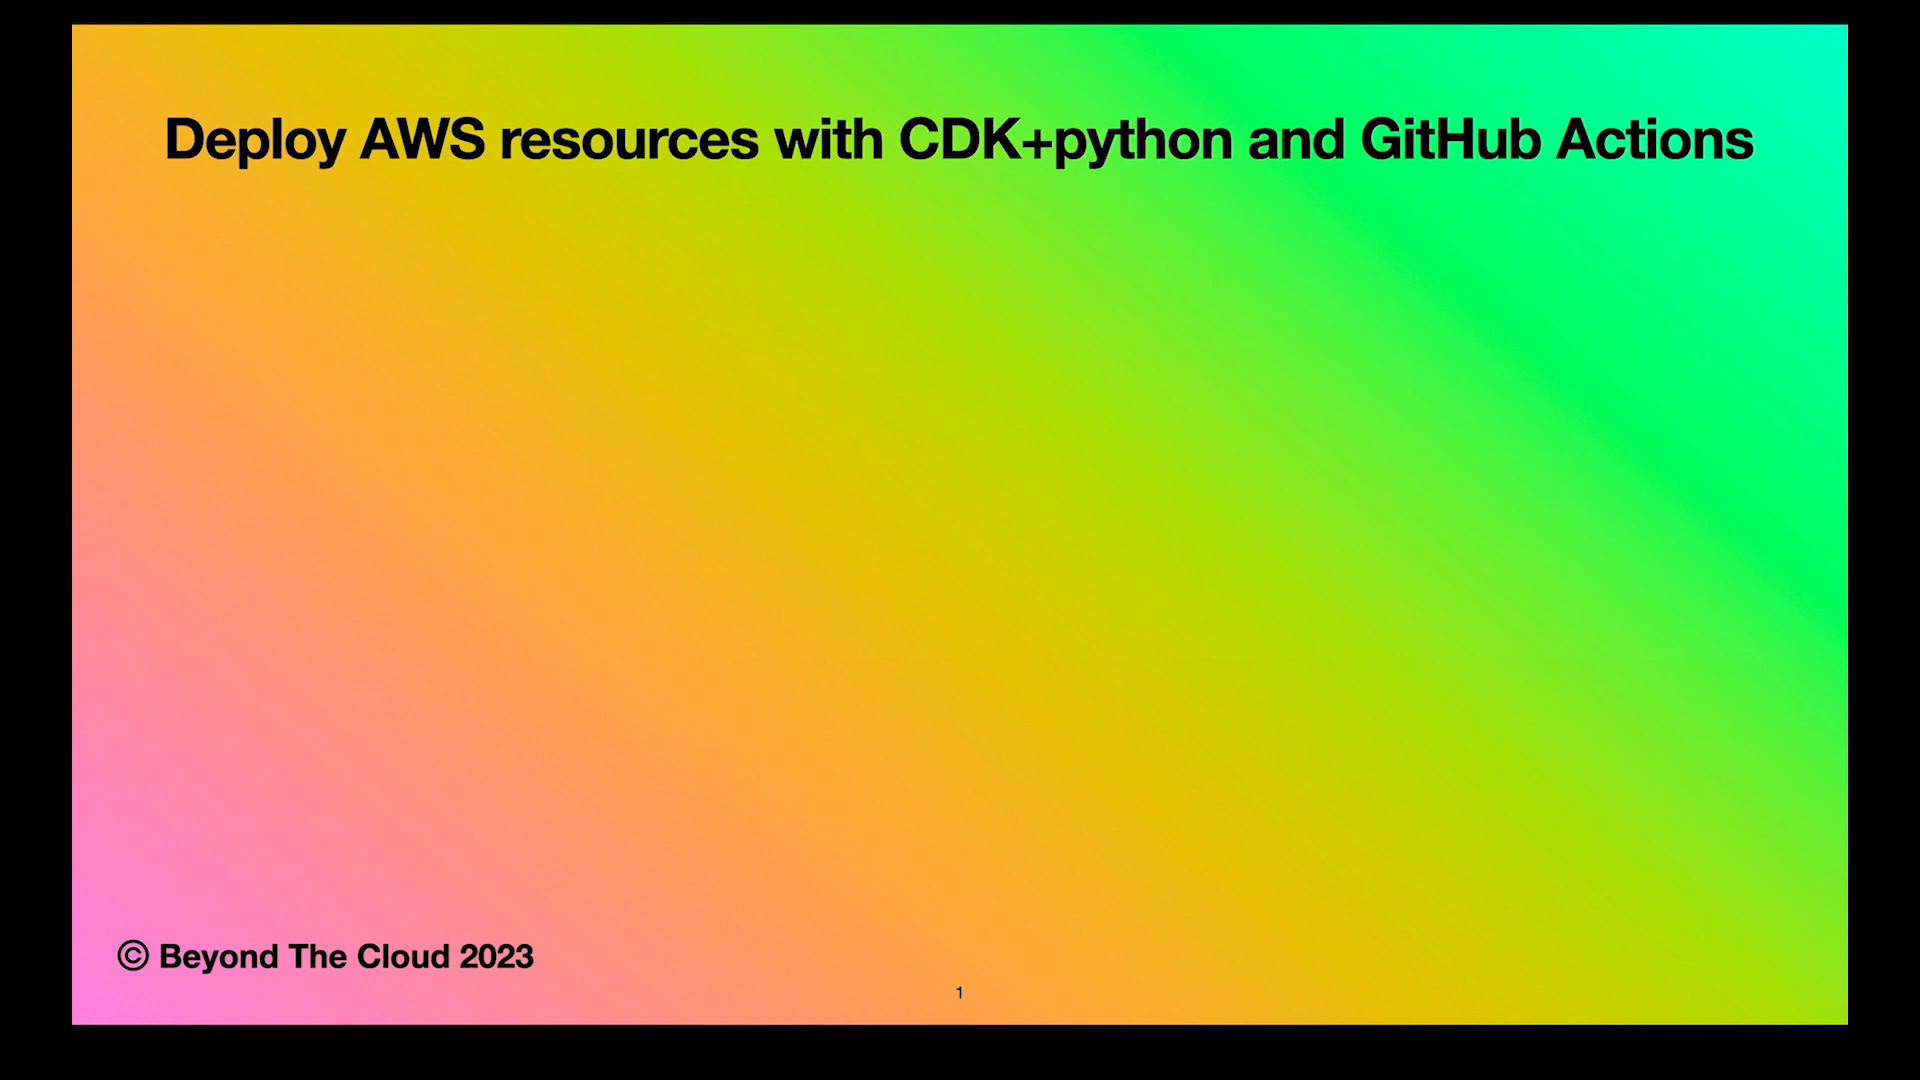 Deploy AWS resources with CDK+python and GitHub Actions
© Beyond The Cloud 2023
1